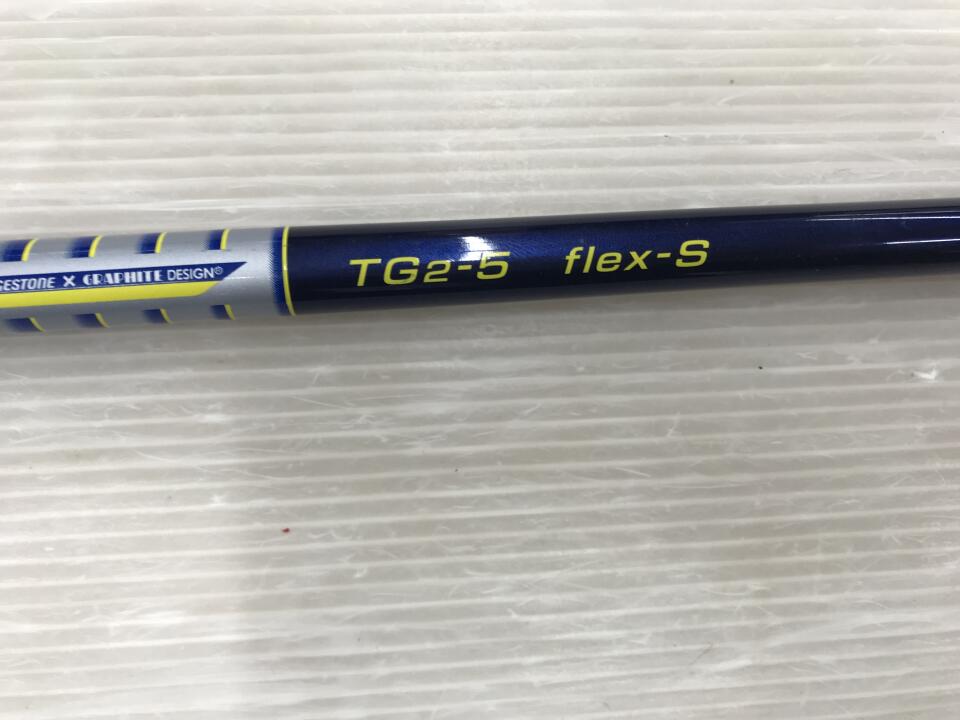 GESTONE X GRAPHITE DESIGN®
TG2-5 flex-S